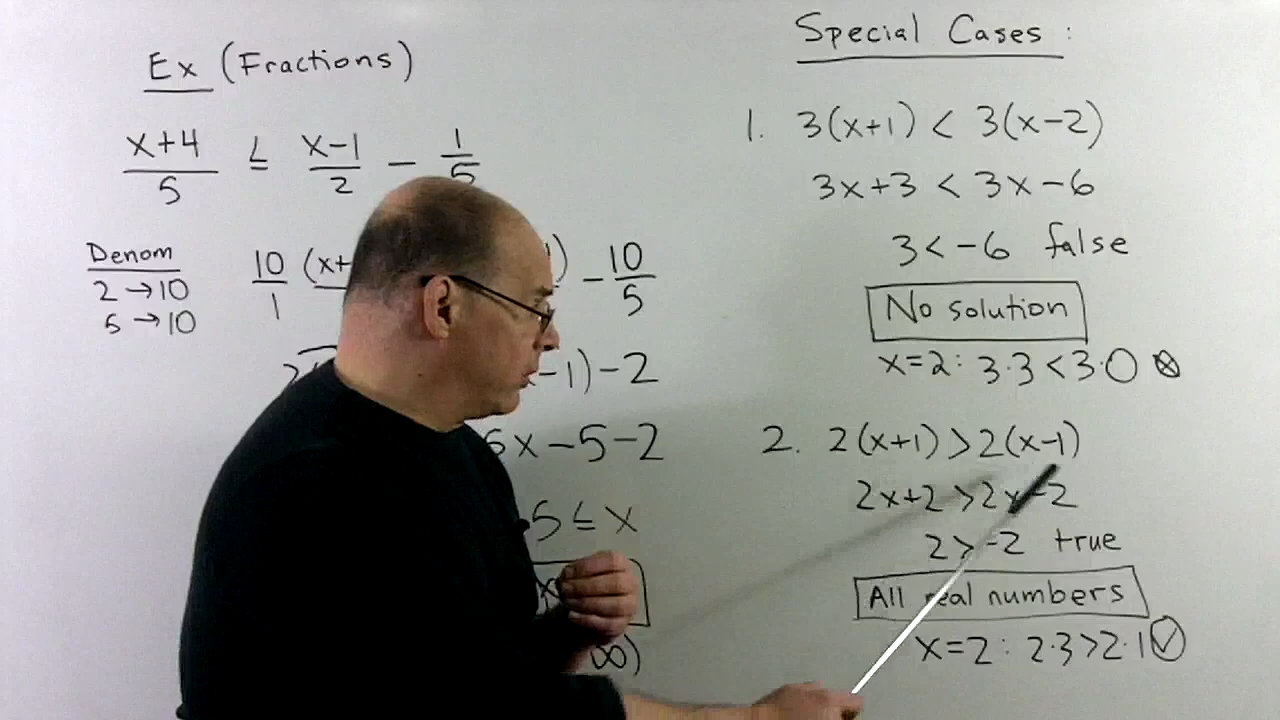 Ex (Fractions)
x+4/5 ≤ x-1/2 - 1/5
Denom
2→10
5→10
10/1 (x+ 1) - 10/5
-1)-2
5x-5-2
5≤x
∞)
Special Cases:
1. 3(x+1) < 3(x-2)
3x+3 < 3x-6
3<-6 false
No solution
x=2: 3·3<3·0 ⊗
2. 2(x+1)>2(x-1)
2x+2>2x-2
2>-2 true
All real numbers
x=2: 2·3>2·1 ✓